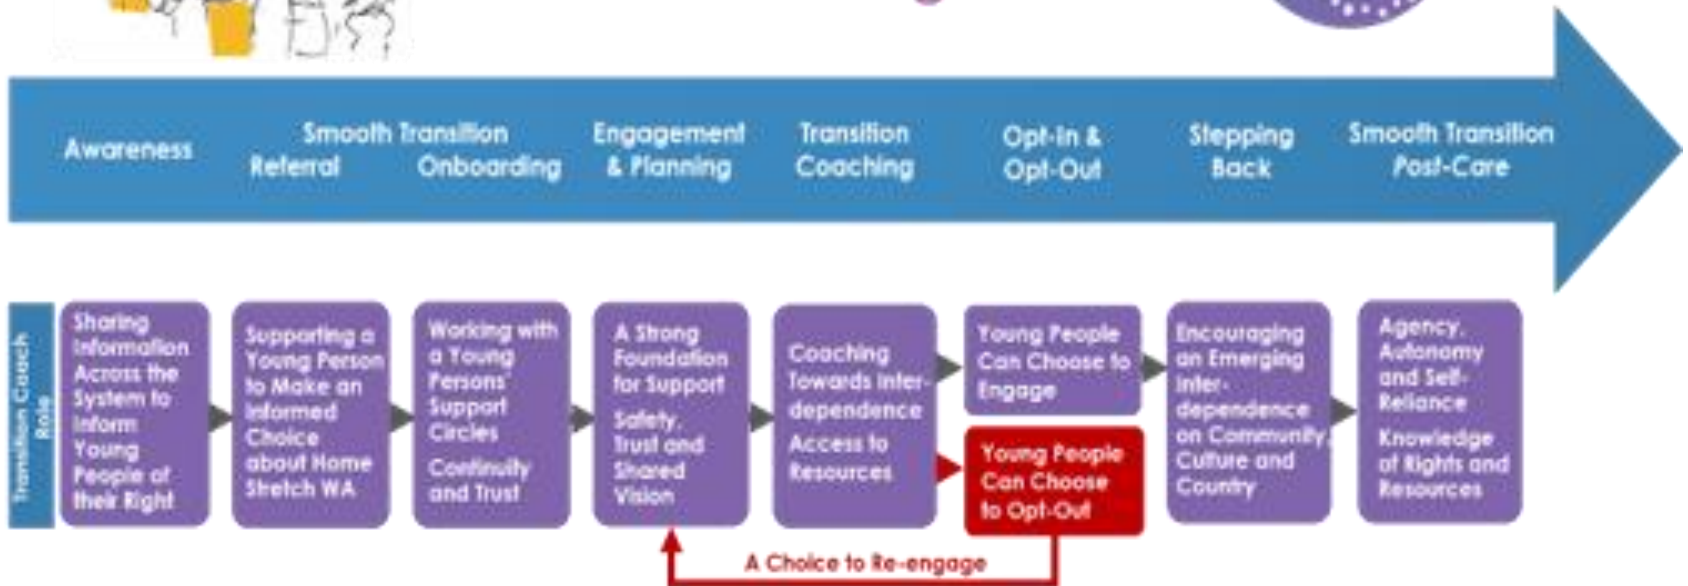 Awareness
Smooth Transition
Referral
Onboarding
Engagement
& Planning
Transition
Coaching
Opt-In &
Opt-Out
Stepping
Back
Smooth Transition
Post-Care
Transition Coach
Role
Sharing
Information
Across the
System to
Inform
Young
People of
their Right
Supporting a
Young Person
to Make an
Informed
Choice
about Home
Stretch WA
Working with
a Young
Persons'
Support
Circles
Continuity
and Trust
A Strong
Foundation
for Support
Safety,
Trust and
Shared
Vision
Coaching
Towards Inter-
dependence
Access to
Resources
Young People
Can Choose to
Engage
Young People
Can Choose
to Opt-Out
Encouraging
an Emerging
Inter-
dependence
on Community,
Culture and
Country
Agency,
Autonomy
and Self-
Reliance
Knowledge
of Rights and
Resources
A Choice to Re-engage